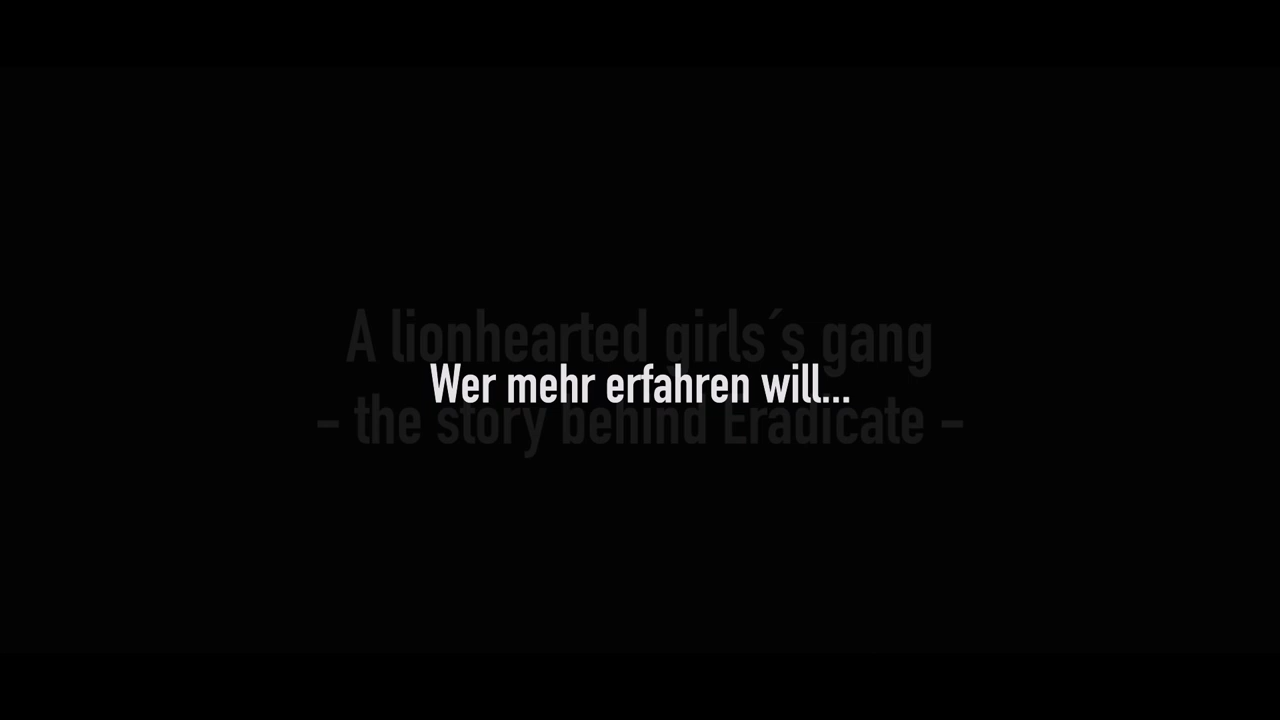 A lionhearted girls´s gang
Wer mehr erfahren will...
- the story behind Eradicate -